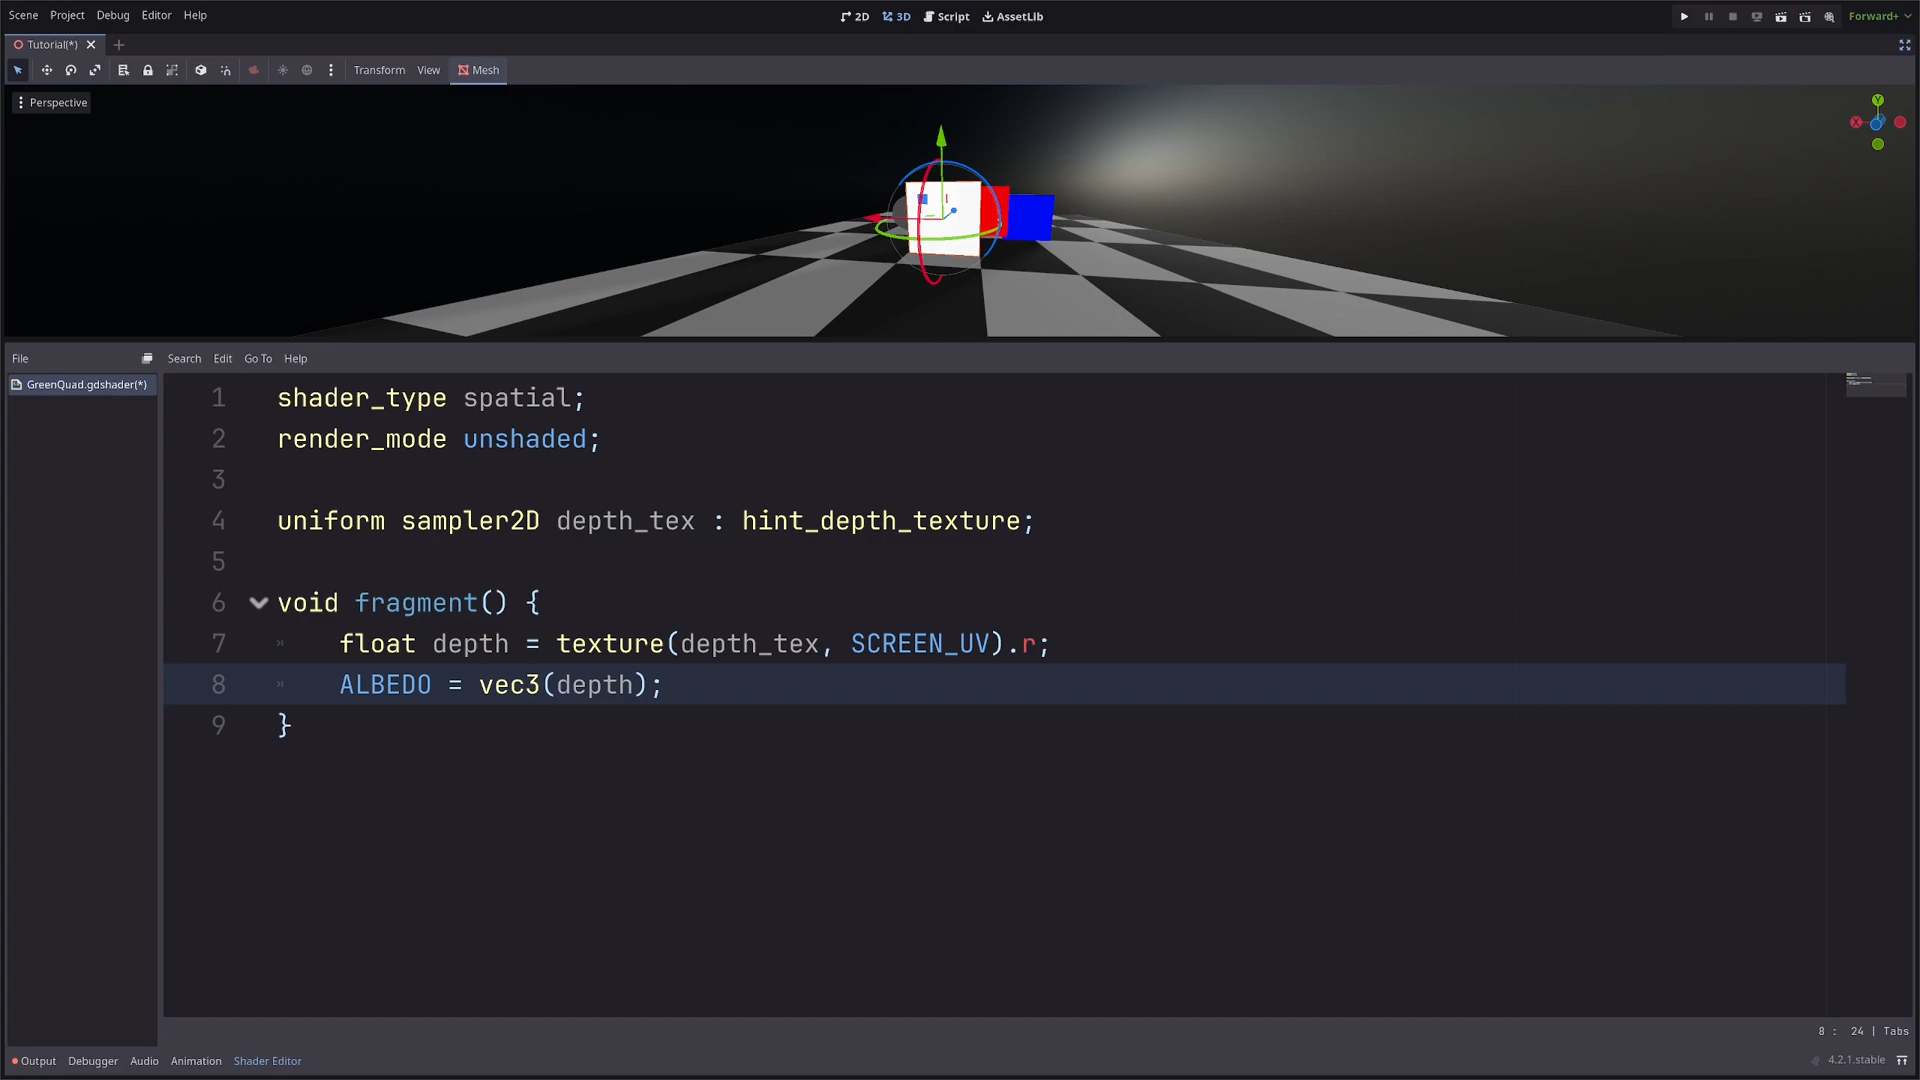 Scene Project Debug Editor Help 2D 3D Script AssetLib Forward+
Tutorial(*)
Transform View Mesh
Perspective
Y
X
File Search Edit Go To Help
GreenQuad.gdshader(*)
1 shader_type spatial;
2 render_mode unshaded;
3
4 uniform sampler2D depth_tex : hint_depth_texture;
5
6 void fragment() {
7 float depth = texture(depth_tex, SCREEN_UV).r;
8 ALBEDO = vec3(depth);
9 }
8 : 24 | Tabs
Output Debugger Audio Animation Shader Editor 4.2.1.stable